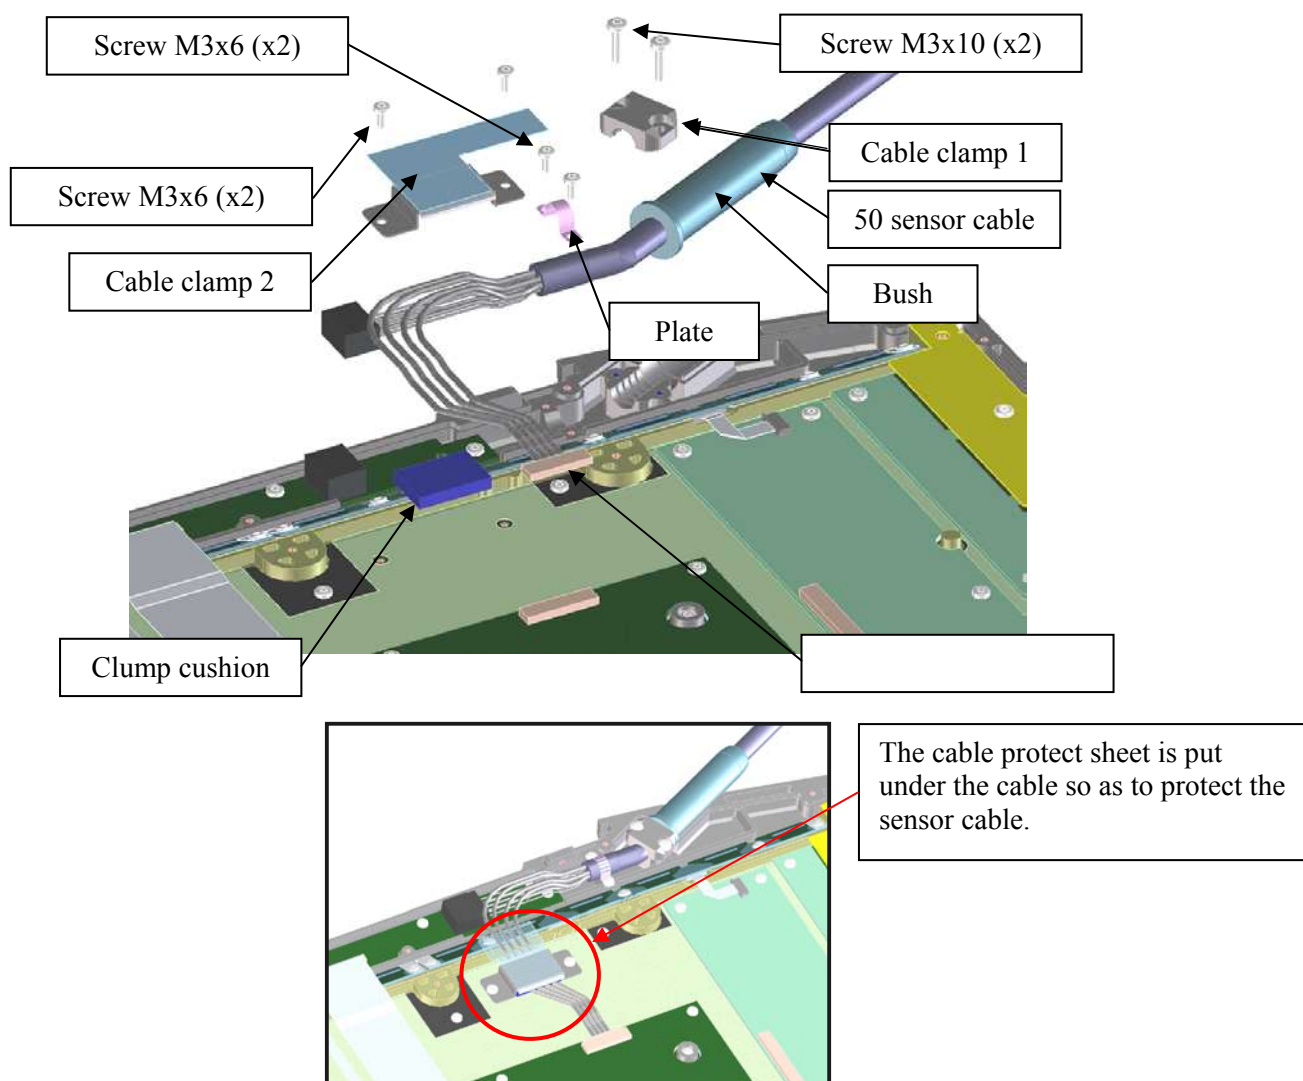 Screw M3x6 (x2)
Screw M3x10 (x2)
Cable clamp 1
Screw M3x6 (x2)
50 sensor cable
Cable clamp 2
Bush
Plate
Clump cushion
The cable protect sheet is put
under the cable so as to protect the
sensor cable.